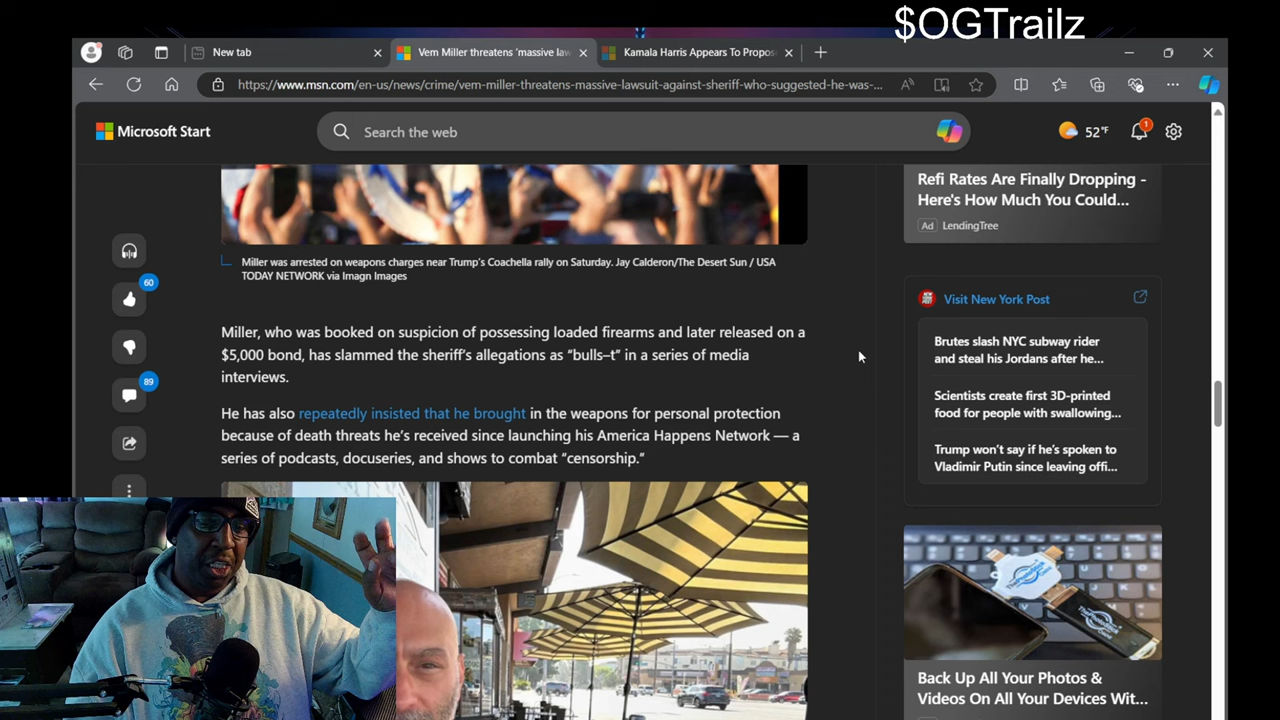 $OGTrailz
New tab
Vem Miller threatens ‘massive law
Kamala Harris Appears To Propos
https://www.msn.com/en-us/news/crime/vem-miller-threatens-massive-lawsuit-against-sheriff-who-suggested-he-was-...
Microsoft Start
Search the web
52°F
1
Refi Rates Are Finally Dropping -
Here's How Much You Could...
Ad LendingTree
Miller was arrested on weapons charges near Trump’s Coachella rally on Saturday. Jay Calderon/The Desert Sun / USA
TODAY NETWORK via Imagn Images
60
89
Miller, who was booked on suspicion of possessing loaded firearms and later released on a
$5,000 bond, has slammed the sheriff’s allegations as “bulls–t” in a series of media
interviews.
He has also repeatedly insisted that he brought in the weapons for personal protection
because of death threats he’s received since launching his America Happens Network — a
series of podcasts, docuseries, and shows to combat “censorship.”
Visit New York Post
Brutes slash NYC subway rider
and steal his Jordans after he...
Scientists create first 3D-printed
food for people with swallowing...
Trump won’t say if he’s spoken to
Vladimir Putin since leaving offi...
Back Up All Your Photos &
Videos On All Your Devices Wit...